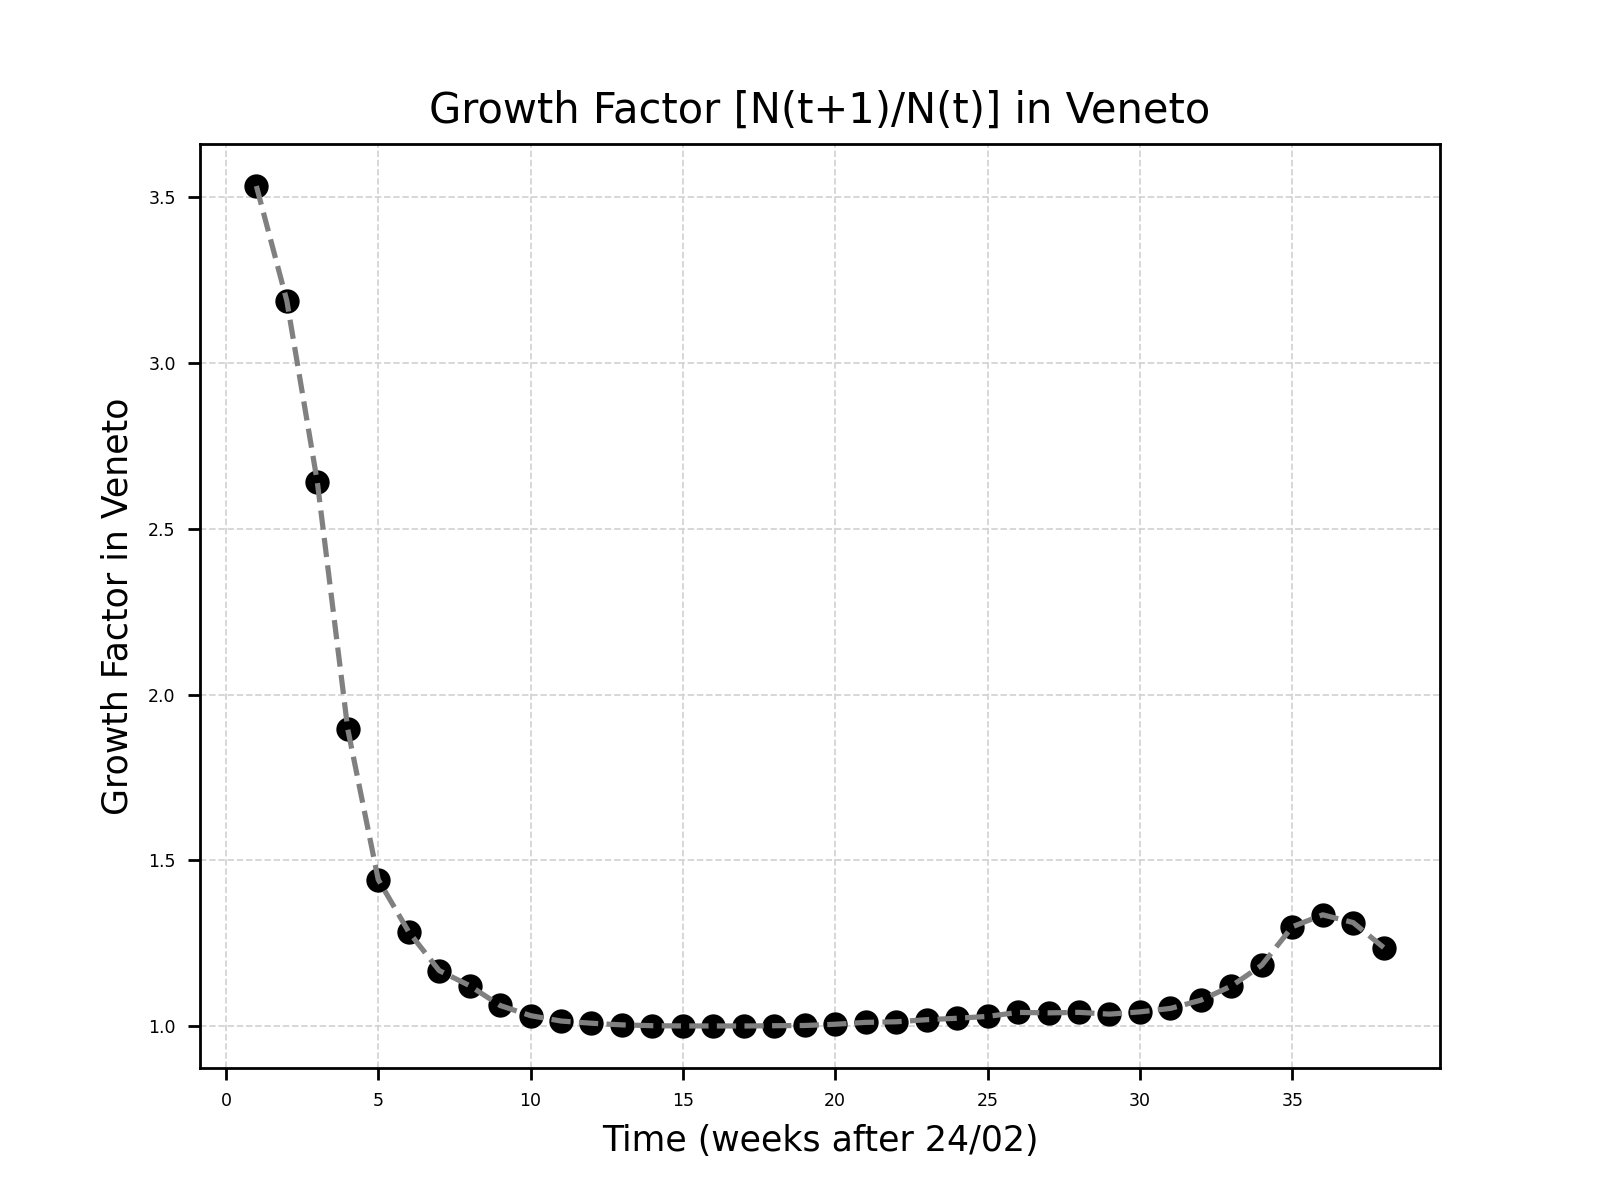 Growth Factor [N(t+1)/N(t)] in Veneto
Growth Factor in Veneto
3.5
3.0
2.5
2.0
1.5
1.0
0 5 10 15 20 25 30 35
Time (weeks after 24/02)